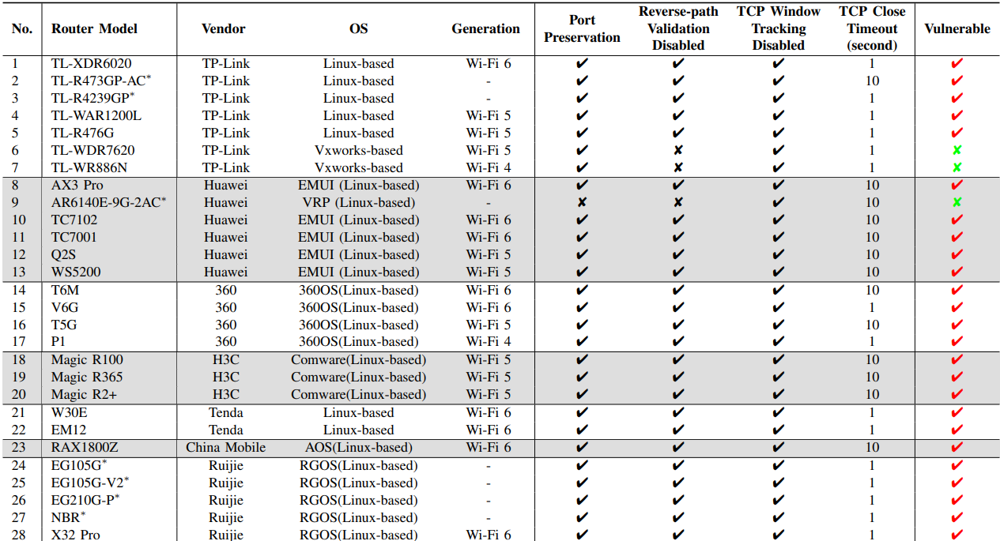 No. Router Model Vendor OS Generation Port Preservation Reverse-path Validation Disabled TCP Window Tracking Disabled TCP Close Timeout (second) Vulnerable
1 TL-XDR6020 TP-Link Linux-based Wi-Fi 6 ✔ ✔ ✔ 1 ✔
2 TL-R473GP-AC* TP-Link Linux-based - ✔ ✔ ✔ 10 ✔
3 TL-R4239GP* TP-Link Linux-based - ✔ ✔ ✔ 1 ✔
4 TL-WAR1200L TP-Link Linux-based Wi-Fi 5 ✔ ✔ ✔ 1 ✔
5 TL-R476G TP-Link Linux-based Wi-Fi 5 ✔ ✔ ✔ 1 ✔
6 TL-WDR7620 TP-Link Vxworks-based Wi-Fi 5 ✔ ✘ ✔ 1 ✘
7 TL-WR886N TP-Link Vxworks-based Wi-Fi 4 ✔ ✘ ✔ 1 ✘
8 AX3 Pro Huawei EMUI (Linux-based) Wi-Fi 6 ✔ ✔ ✔ 10 ✔
9 AR6140E-9G-2AC* Huawei VRP (Linux-based) - ✘ ✘ ✔ 10 ✘
10 TC7102 Huawei EMUI (Linux-based) Wi-Fi 6 ✔ ✔ ✔ 10 ✔
11 TC7001 Huawei EMUI (Linux-based) Wi-Fi 6 ✔ ✔ ✔ 10 ✔
12 Q2S Huawei EMUI (Linux-based) Wi-Fi 5 ✔ ✔ ✔ 10 ✔
13 WS5200 Huawei EMUI (Linux-based) Wi-Fi 5 ✔ ✔ ✔ 10 ✔
14 T6M 360 360OS(Linux-based) Wi-Fi 6 ✔ ✔ ✔ 10 ✔
15 V6G 360 360OS(Linux-based) Wi-Fi 6 ✔ ✔ ✔ 1 ✔
16 T5G 360 360OS(Linux-based) Wi-Fi 5 ✔ ✔ ✔ 10 ✔
17 P1 360 360OS(Linux-based) Wi-Fi 4 ✔ ✔ ✔ 1 ✔
18 Magic R100 H3C Comware(Linux-based) Wi-Fi 5 ✔ ✔ ✔ 10 ✔
19 Magic R365 H3C Comware(Linux-based) Wi-Fi 5 ✔ ✔ ✔ 10 ✔
20 Magic R2+ H3C Comware(Linux-based) Wi-Fi 5 ✔ ✔ ✔ 10 ✔
21 W30E Tenda Linux-based Wi-Fi 6 ✔ ✔ ✔ 1 ✔
22 EM12 Tenda Linux-based Wi-Fi 6 ✔ ✔ ✔ 1 ✔
23 RAX1800Z China Mobile AOS(Linux-based) Wi-Fi 6 ✔ ✔ ✔ 10 ✔
24 EG105G* Ruijie RGOS(Linux-based) - ✔ ✔ ✔ 1 ✔
25 EG105G-V2* Ruijie RGOS(Linux-based) - ✔ ✔ ✔ 1 ✔
26 EG210G-P* Ruijie RGOS(Linux-based) - ✔ ✔ ✔ 1 ✔
27 NBR* Ruijie RGOS(Linux-based) - ✔ ✔ ✔ 1 ✔
28 X32 Pro Ruijie RGOS(Linux-based) Wi-Fi 6 ✔ ✔ ✔ 1 ✔